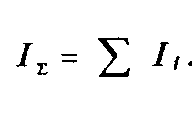 I_Σ = ∑ I_i.